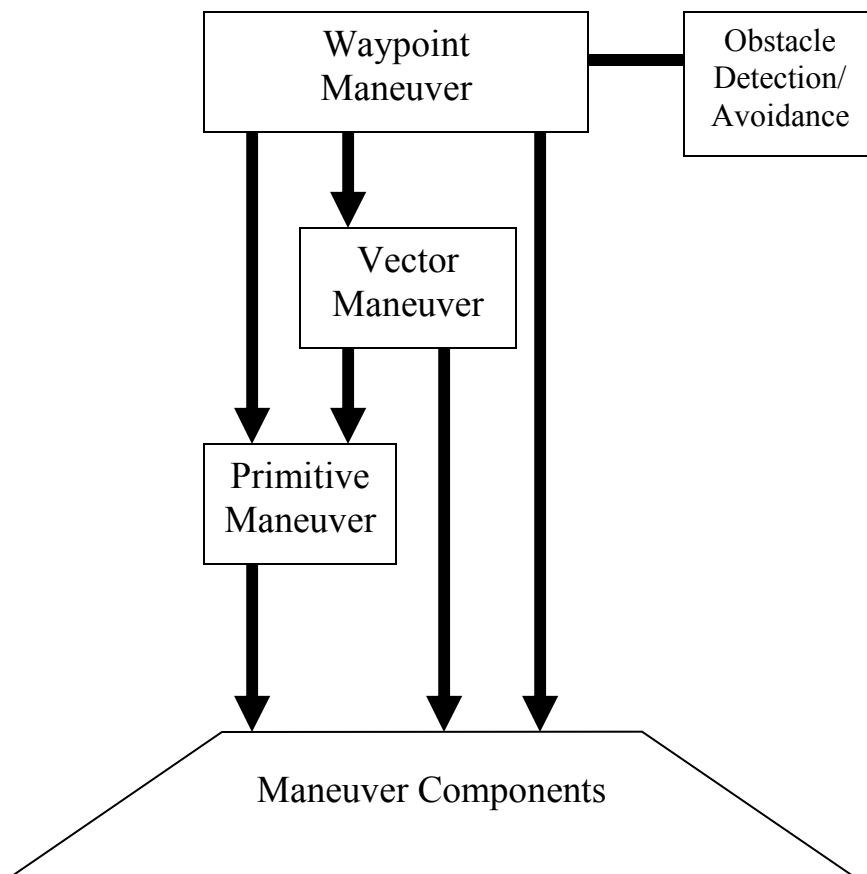 Waypoint
Maneuver
Obstacle
Detection/
Avoidance
Vector
Maneuver
Primitive
Maneuver
Maneuver Components